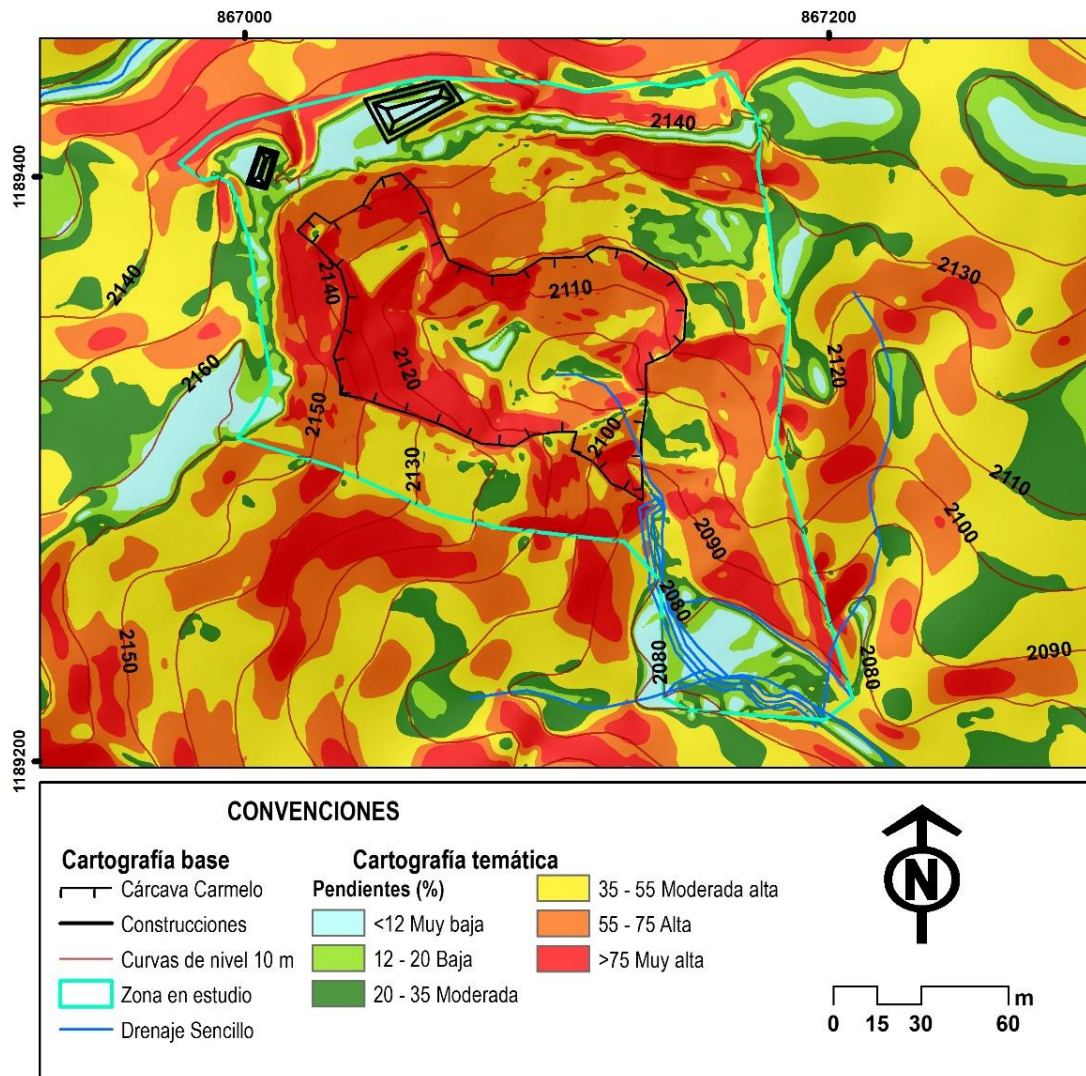 867000
867200
1189400
1189200
2140
2140
2130
2140
2110
2160
2120
2120
2150
2100
2130
2110
2100
2090
2080
2150
2080
2080
2090
CONVENCIONES
Cartografía base
Cárcava Carmelo
Construcciones
Curvas de nivel 10 m
Zona en estudio
Drenaje Sencillo
Cartografía temática
Pendientes (%)
<12 Muy baja
12 - 20 Baja
20 - 35 Moderada
35 - 55 Moderada alta
55 - 75 Alta
>75 Muy alta
N
m
0 15 30 60